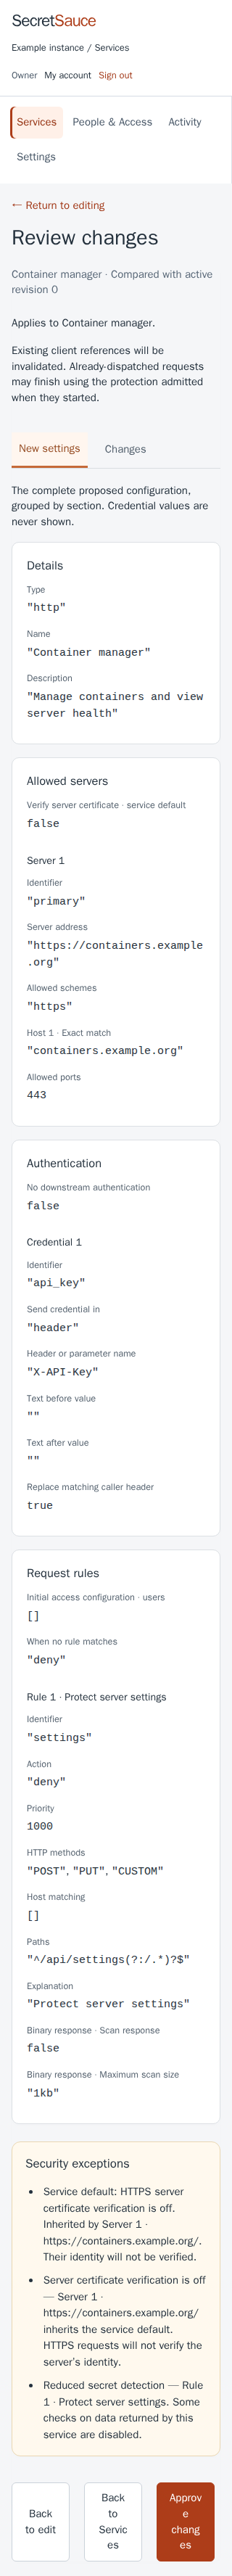 SecretSauce
Example instance / Services
Owner My account Sign out
Services People & Access Activity
Settings
← Return to editing
Review changes
Container manager · Compared with active
revision 0
Applies to Container manager.
Existing client references will be
invalidated. Already-dispatched requests
may finish using the protection admitted
when they started.
New settings Changes
The complete proposed configuration,
grouped by section. Credential values are
never shown.
Details
Type
"http"
Name
"Container manager"
Description
"Manage containers and view
server health"
Allowed servers
Verify server certificate · service default
false
Server 1
Identifier
"primary"
Server address
"https://containers.example
.org"
Allowed schemes
"https"
Host 1 · Exact match
"containers.example.org"
Allowed ports
443
Authentication
No downstream authentication
false
Credential 1
Identifier
"api_key"
Send credential in
"header"
Header or parameter name
"X-API-Key"
Text before value
""
Text after value
""
Replace matching caller header
true
Request rules
Initial access configuration · users
[]
When no rule matches
"deny"
Rule 1 · Protect server settings
Identifier
"settings"
Action
"deny"
Priority
1000
HTTP methods
"POST", "PUT", "CUSTOM"
Host matching
[]
Paths
"^/api/settings(?:/.*)?$"
Explanation
"Protect server settings"
Binary response · Scan response
false
Binary response · Maximum scan size
"1kb"
Security exceptions
• Service default: HTTPS server
certificate verification is off.
Inherited by Server 1 ·
https://containers.example.org/.
Their identity will not be verified.
• Server certificate verification is off
— Server 1 ·
https://containers.example.org/
inherits the service default.
HTTPS requests will not verify the
server's identity.
• Reduced secret detection — Rule
1 · Protect server settings. Some
checks on data returned by this
service are disabled.
Back
to edit
Back
to
Servic
es
Approv
e
chang
es